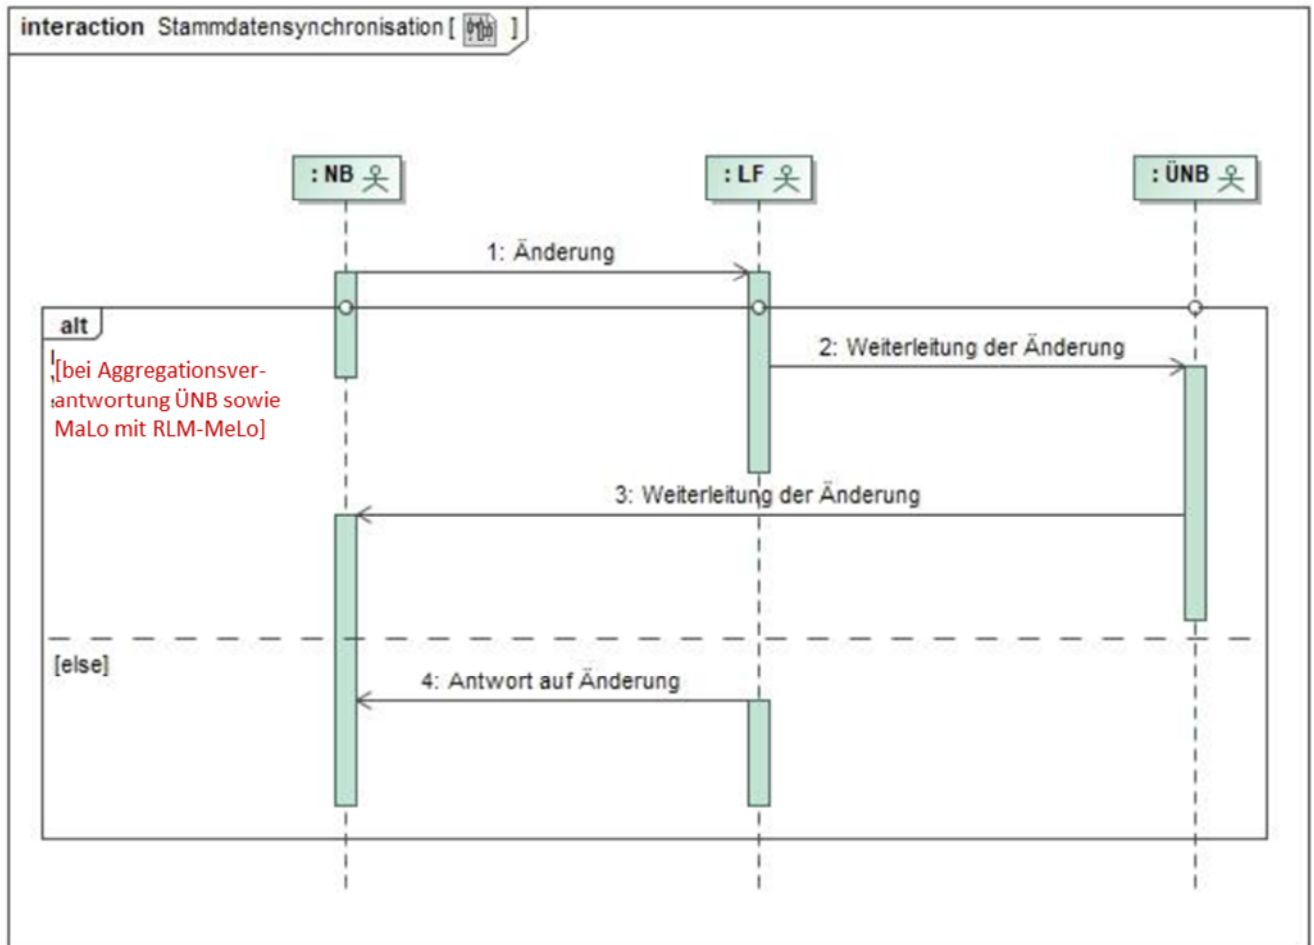 interaction Stammdatensynchronisation [ ]
: NB
: LF
: ÜNB
1: Änderung
alt
2: Weiterleitung der Änderung
[bei Aggregationsver-
antwortung ÜNB sowie
MaLo mit RLM-MeLo]
3: Weiterleitung der Änderung
[else]
4: Antwort auf Änderung